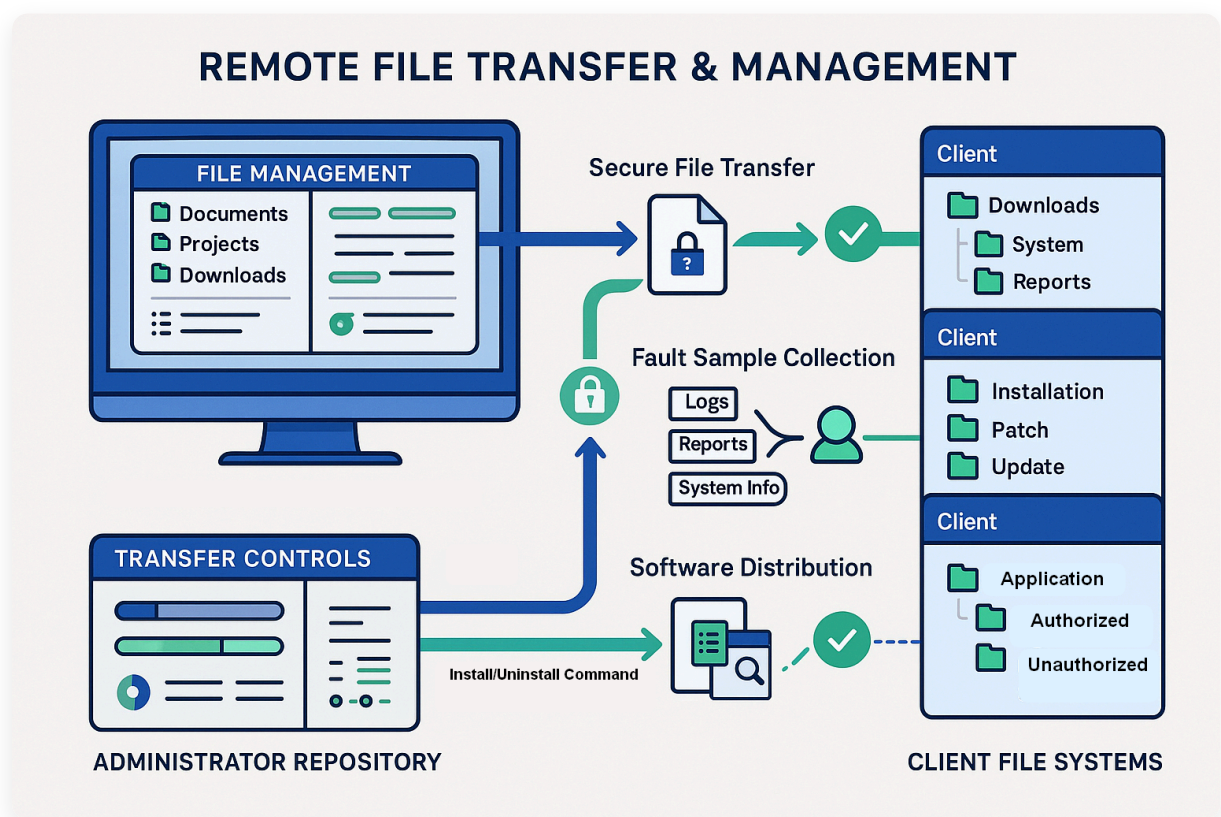 REMOTE FILE TRANSFER & MANAGEMENT
FILE MANAGEMENT
Documents
Projects
Downloads
Secure File Transfer
?
Client
Downloads
System
Reports
Fault Sample Collection
Logs
Reports
System Info
Client
Installation
Patch
Update
TRANSFER CONTROLS
Install/Uninstall Command
Software Distribution
Client
Application
Authorized
Unauthorized
ADMINISTRATOR REPOSITORY
CLIENT FILE SYSTEMS